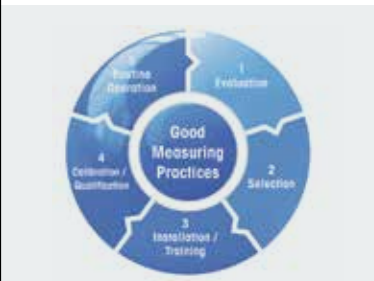 Good
Measuring
Practices
1
Evaluation
2
Selection
3
Installation /
Training
4
Calibration /
Qualification
5
Routine
Operation